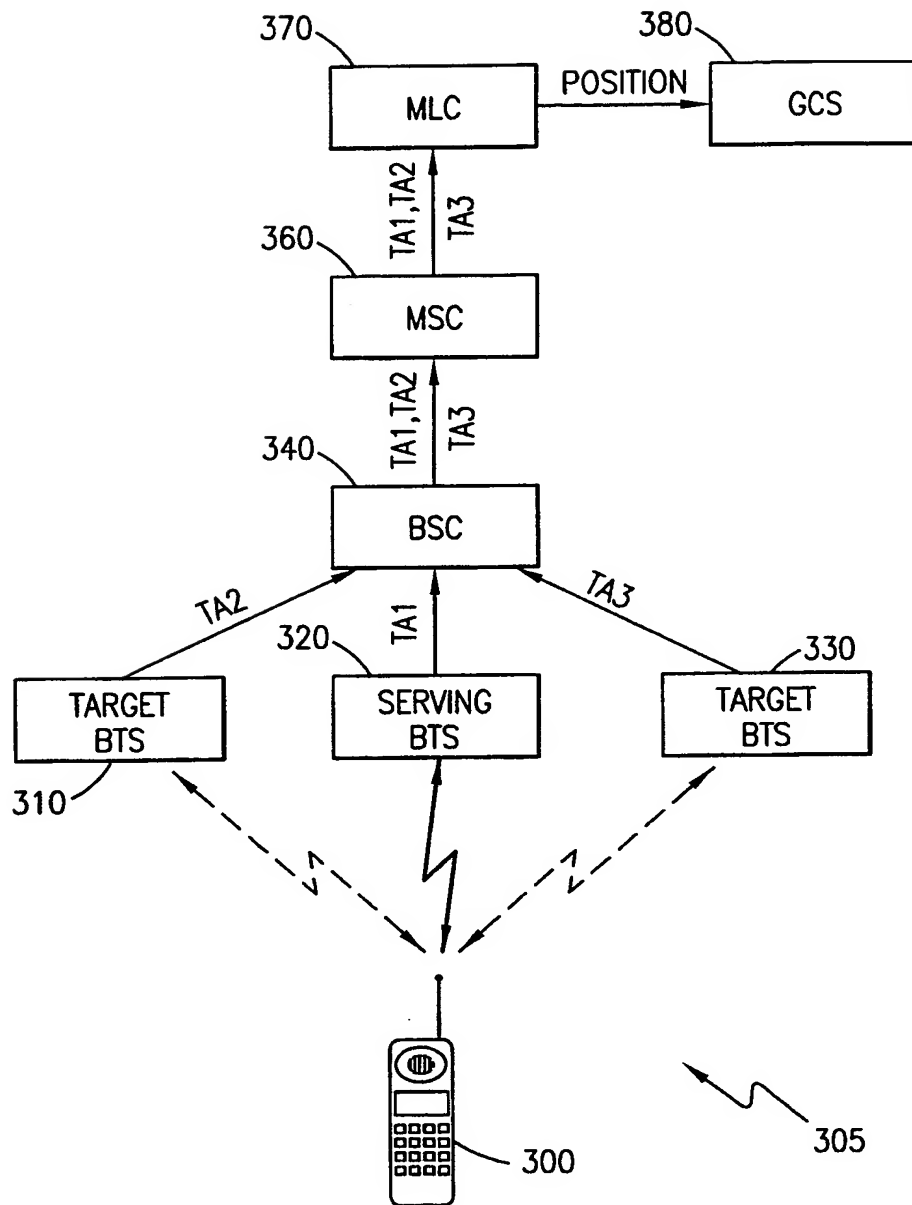 370
380
MLC
POSITION
GCS
TA1,TA2
TA3
360
MSC
TA1,TA2
TA3
340
BSC
TA2
TA1
TA3
320
330
TARGET
BTS
SERVING
BTS
TARGET
BTS
310
305
300